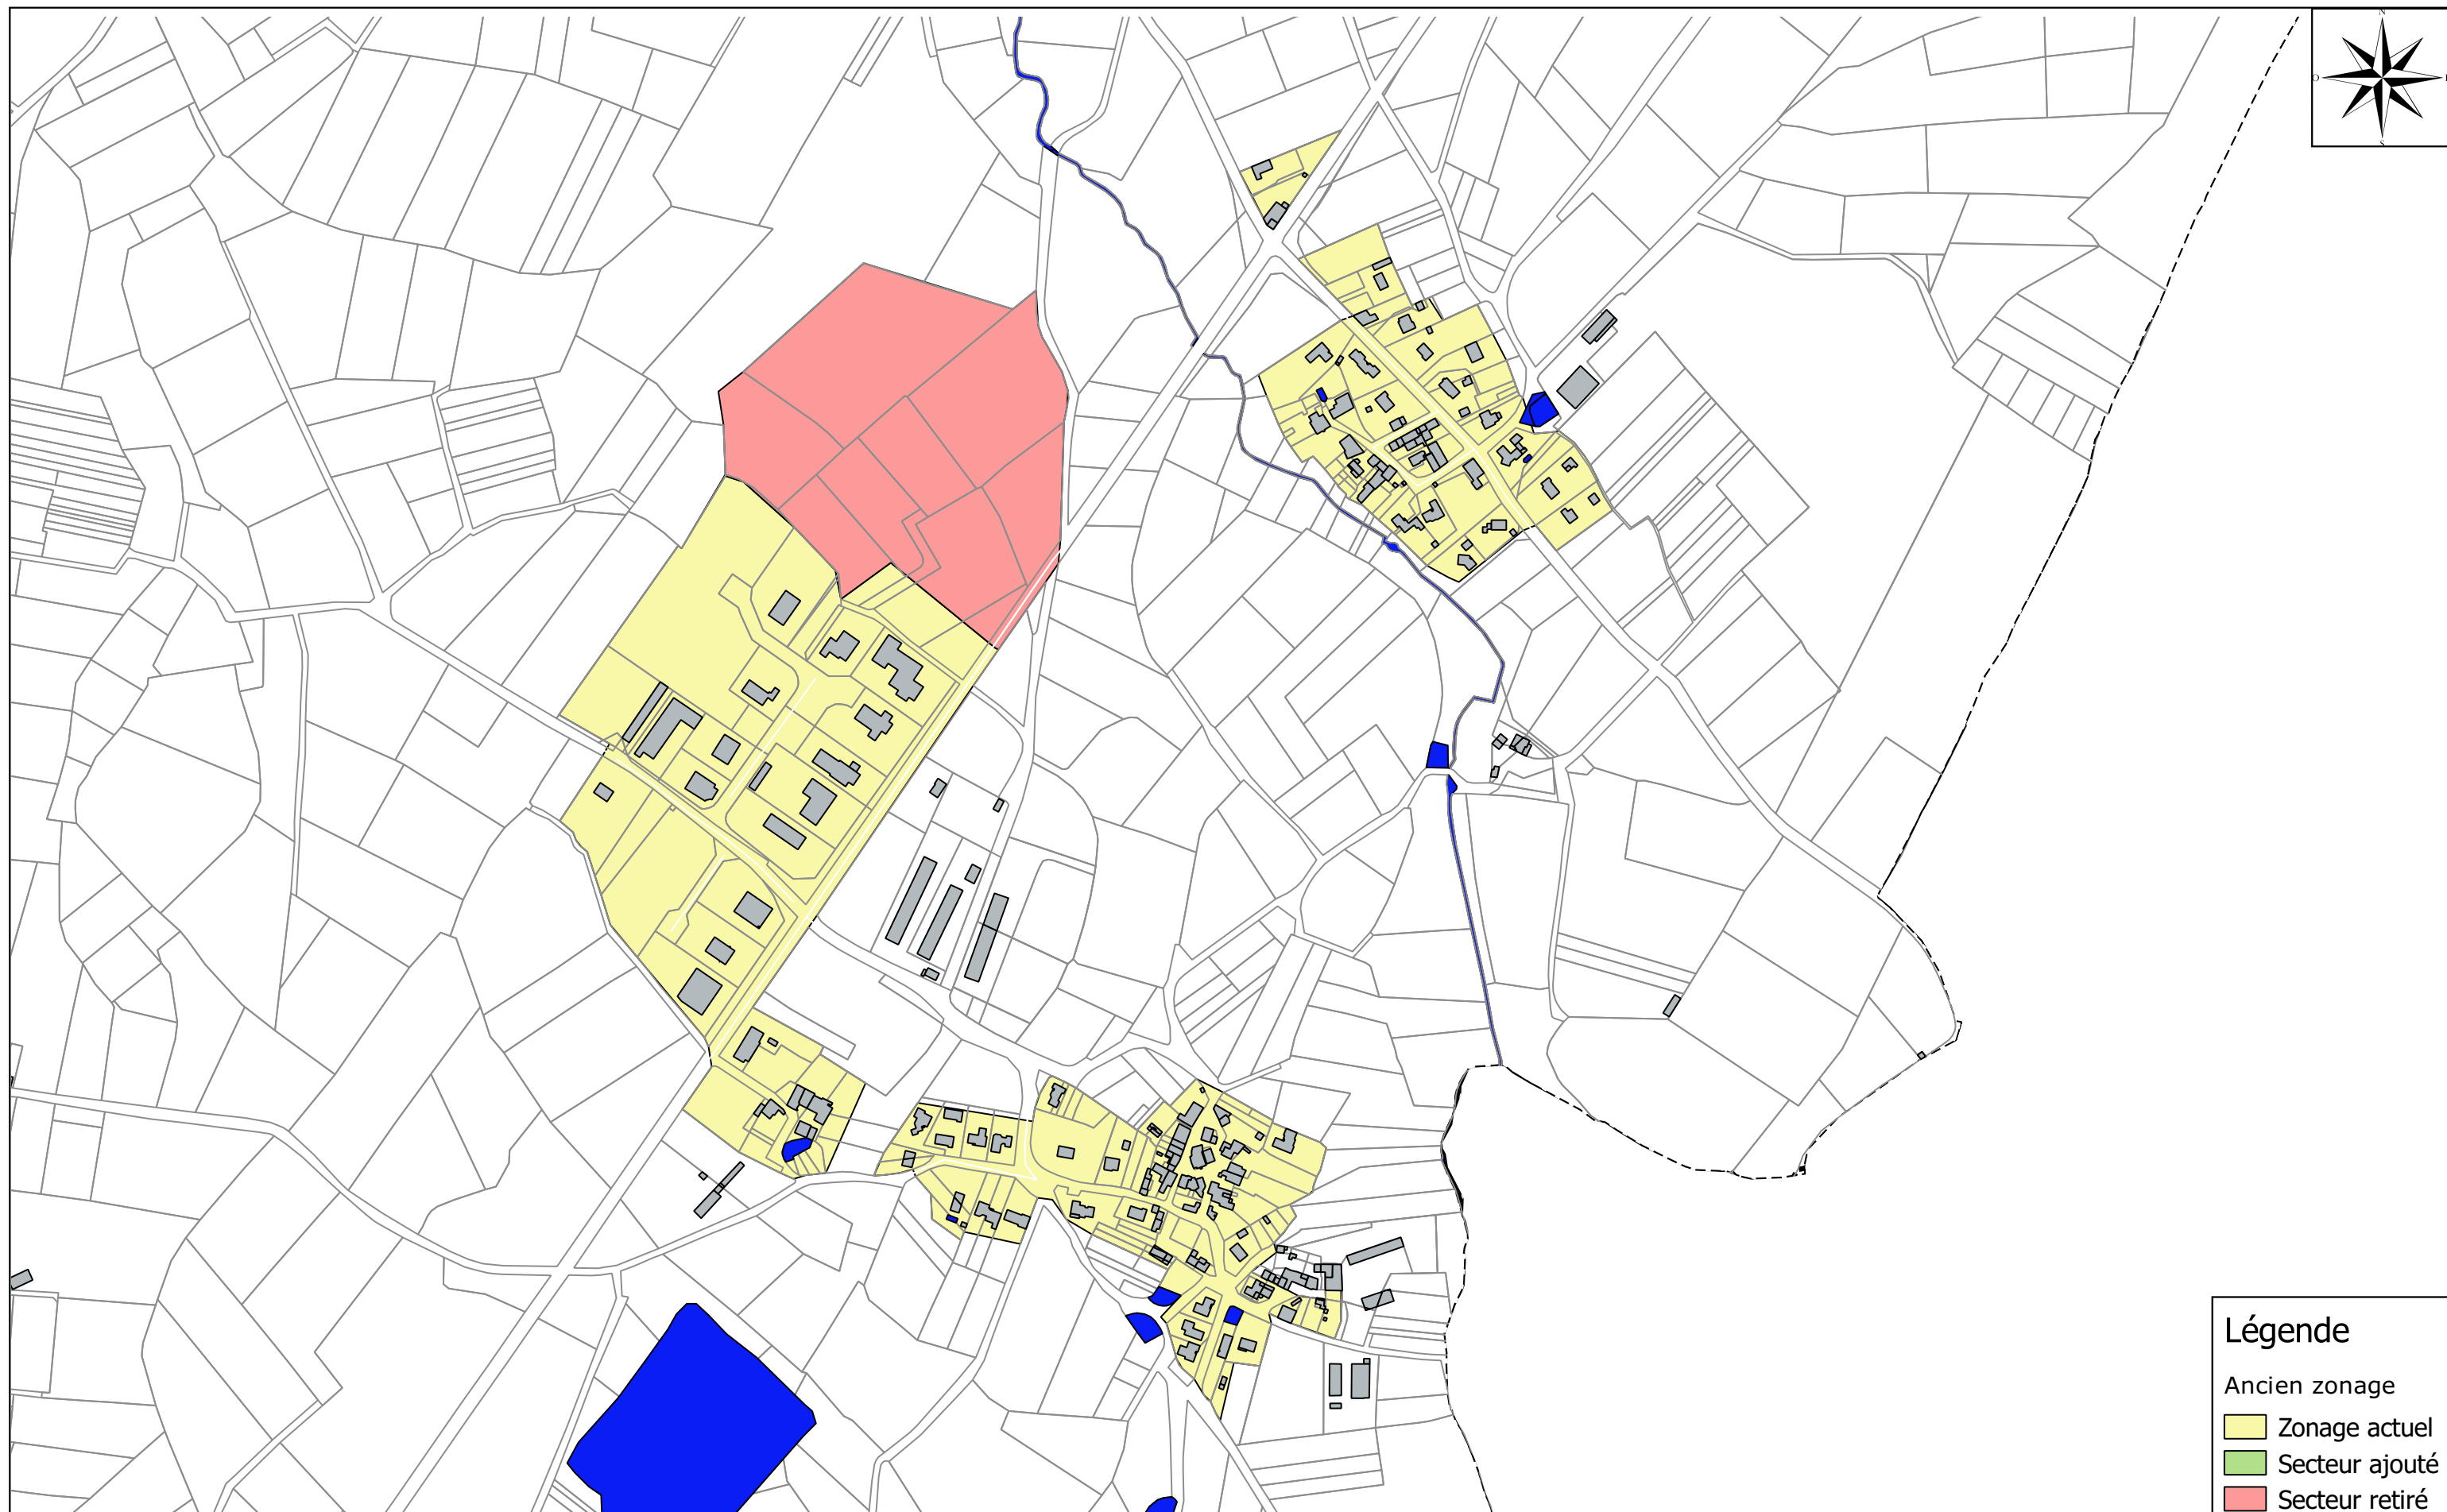 N
O
S
Légende
Ancien zonage
Zonage actuel
Secteur ajouté
Secteur retiré